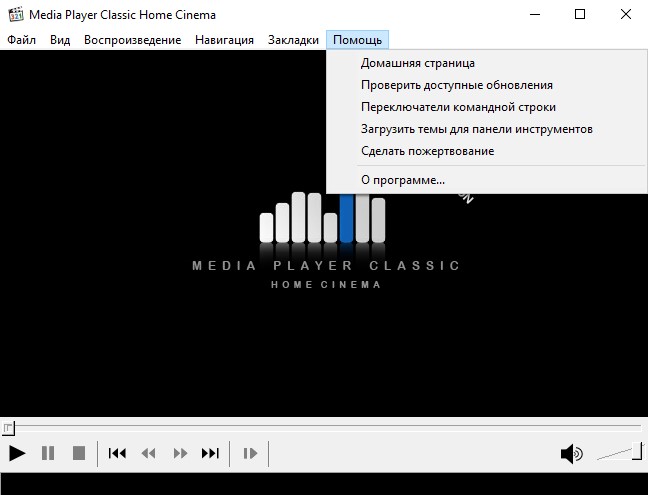 Media Player Classic Home Cinema
Файл Вид Воспроизведение Навигация Закладки Помощь
Домашняя страница
Проверить доступные обновления
Переключатели командной строки
Загрузить темы для панели инструментов
Сделать пожертвование
О программе...
MEDIA PLAYER CLASSIC
HOME CINEMA